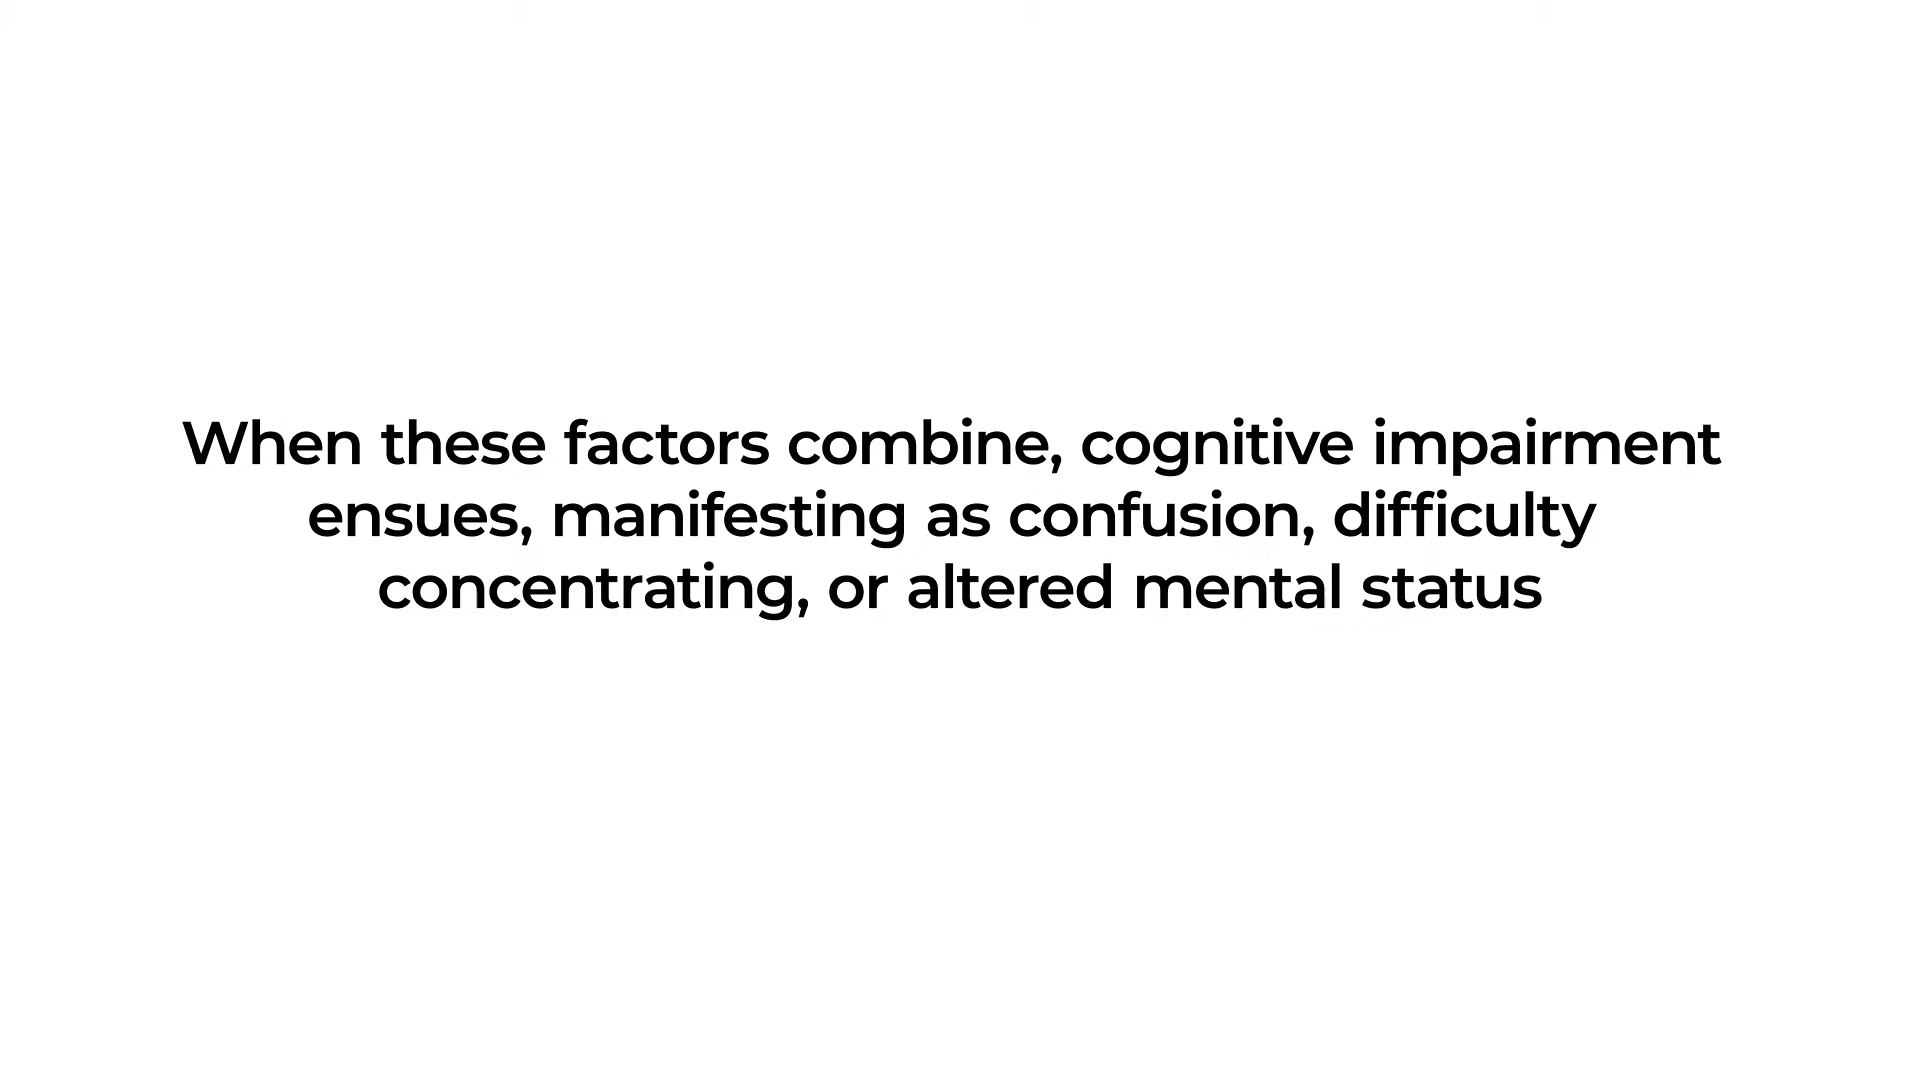 When these factors combine, cognitive impairment
ensues, manifesting as confusion, difficulty
concentrating, or altered mental status